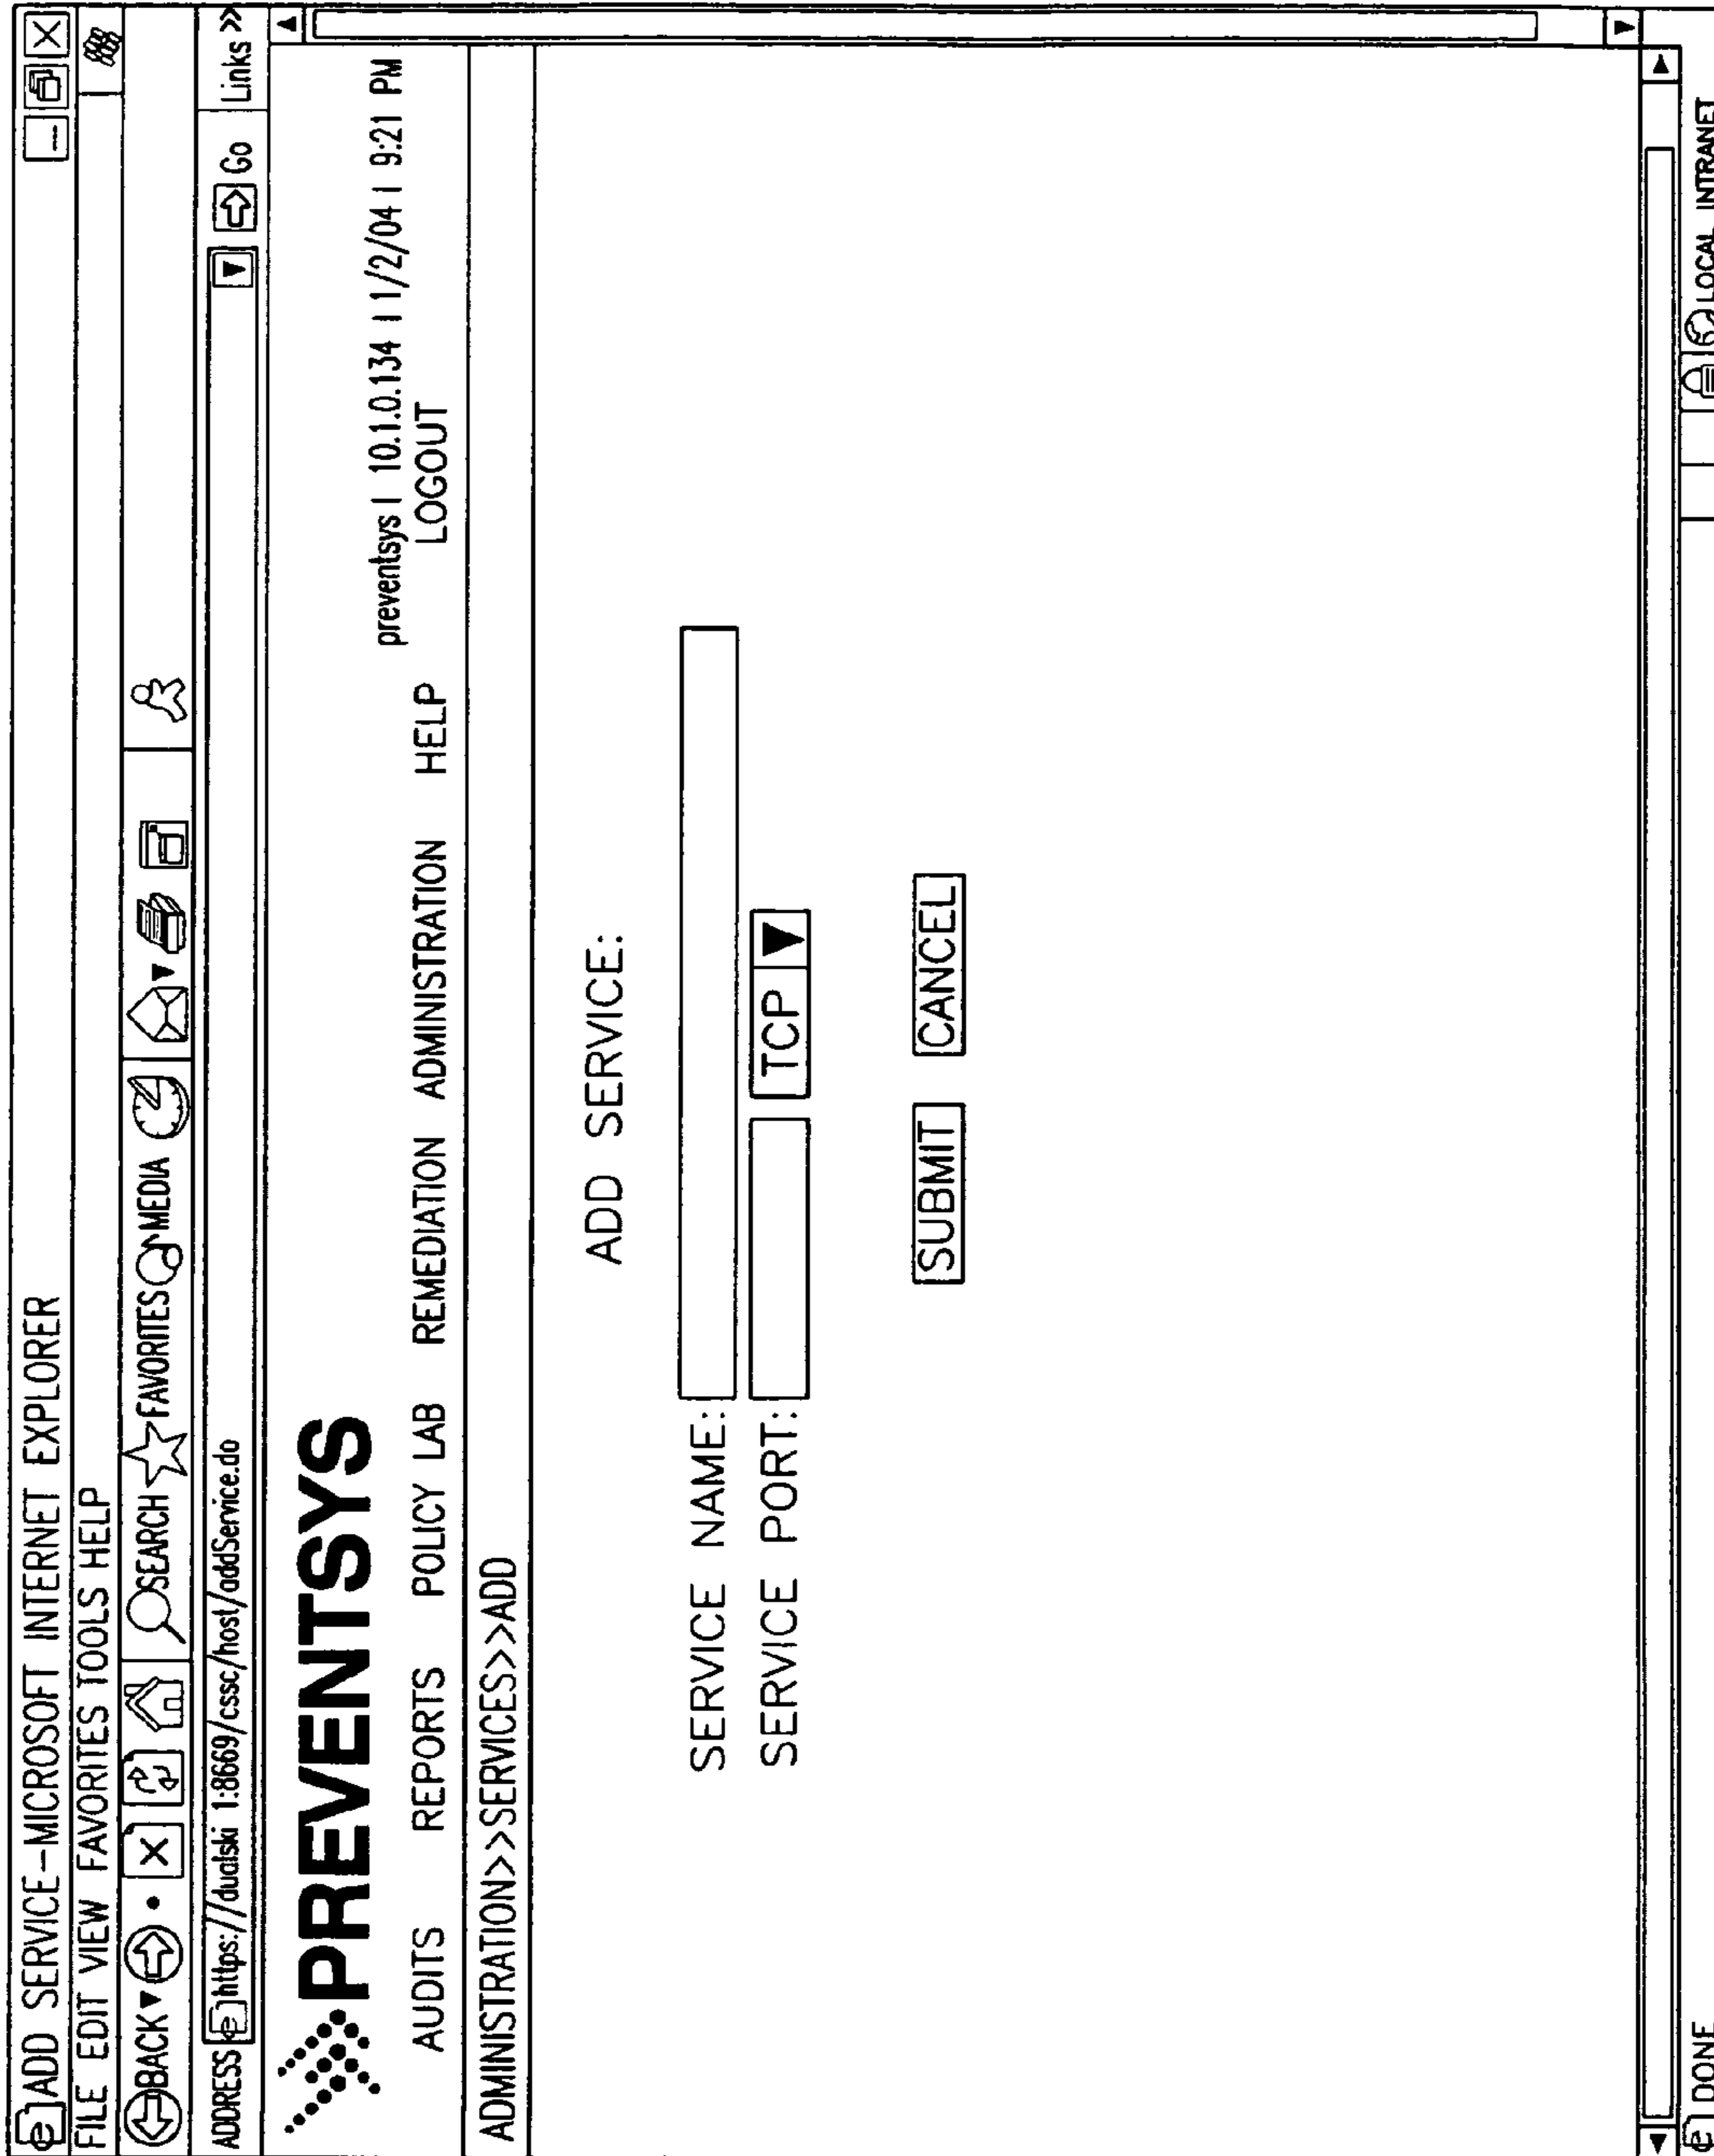 ADD SERVICE-MICROSOFT INTERNET EXPLORER
FILE EDIT VIEW FAVORITES TOOLS HELP
BACK SEARCH FAVORITES MEDIA
ADDRESS https://dualski 1:8669/cssc/host/addService.do Go Links >>
PREVENTSYS
preventsys | 10.1.0.134 | 1/2/04 | 9:21 PM
AUDITS REPORTS POLICY LAB REMEDIATION ADMINISTRATION HELP LOGOUT
ADMINISTRATION>>SERVICES>>ADD
ADD SERVICE:
SERVICE NAME:
SERVICE PORT: TCP
SUBMIT CANCEL
DONE LOCAL INTRANET